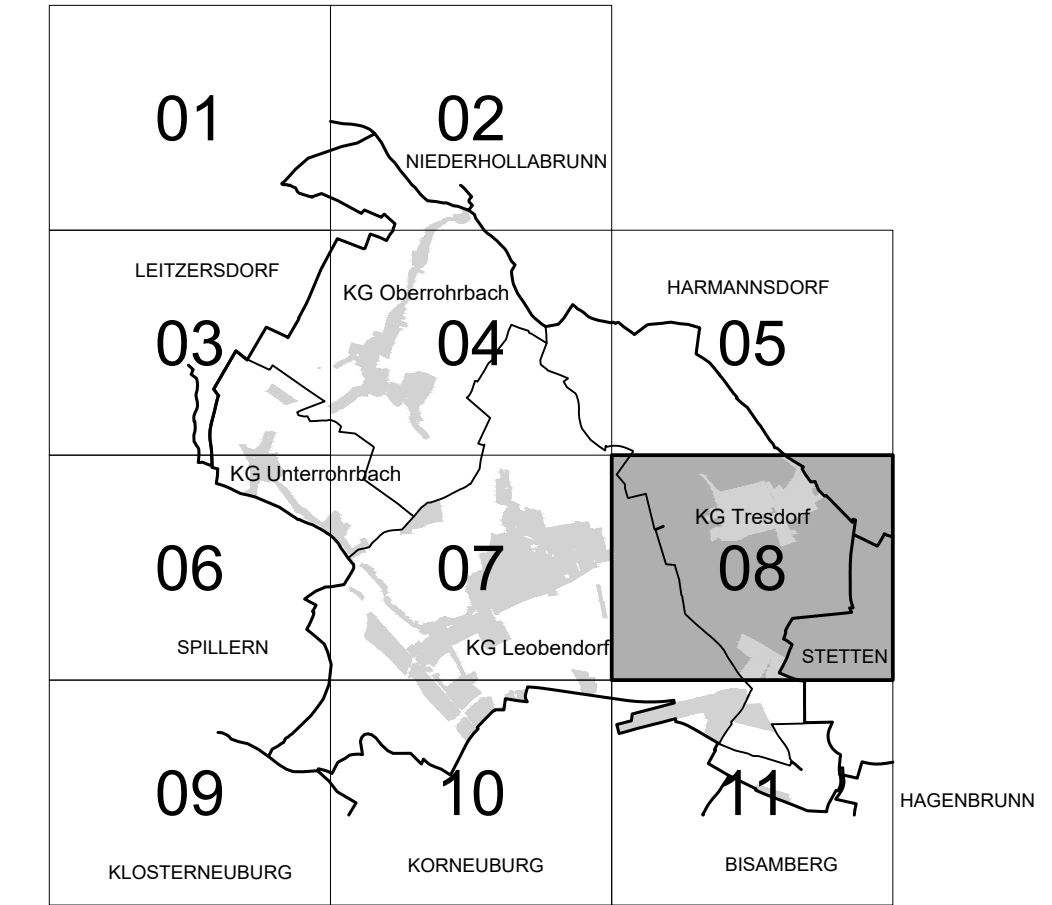 01
02
NIEDERHOLLABRUNN
LEITZERSDORF
KG Oberrohrbach
HARMANNSDORF
03
04
05
KG Unterrohrbach
KG Tresdorf
06
07
08
SPILLERN
KG Leobendorf
STETTEN
09
10
11
HAGENBRUNN
KLOSTERNEUBURG
KORNEUBURG
BISAMBERG